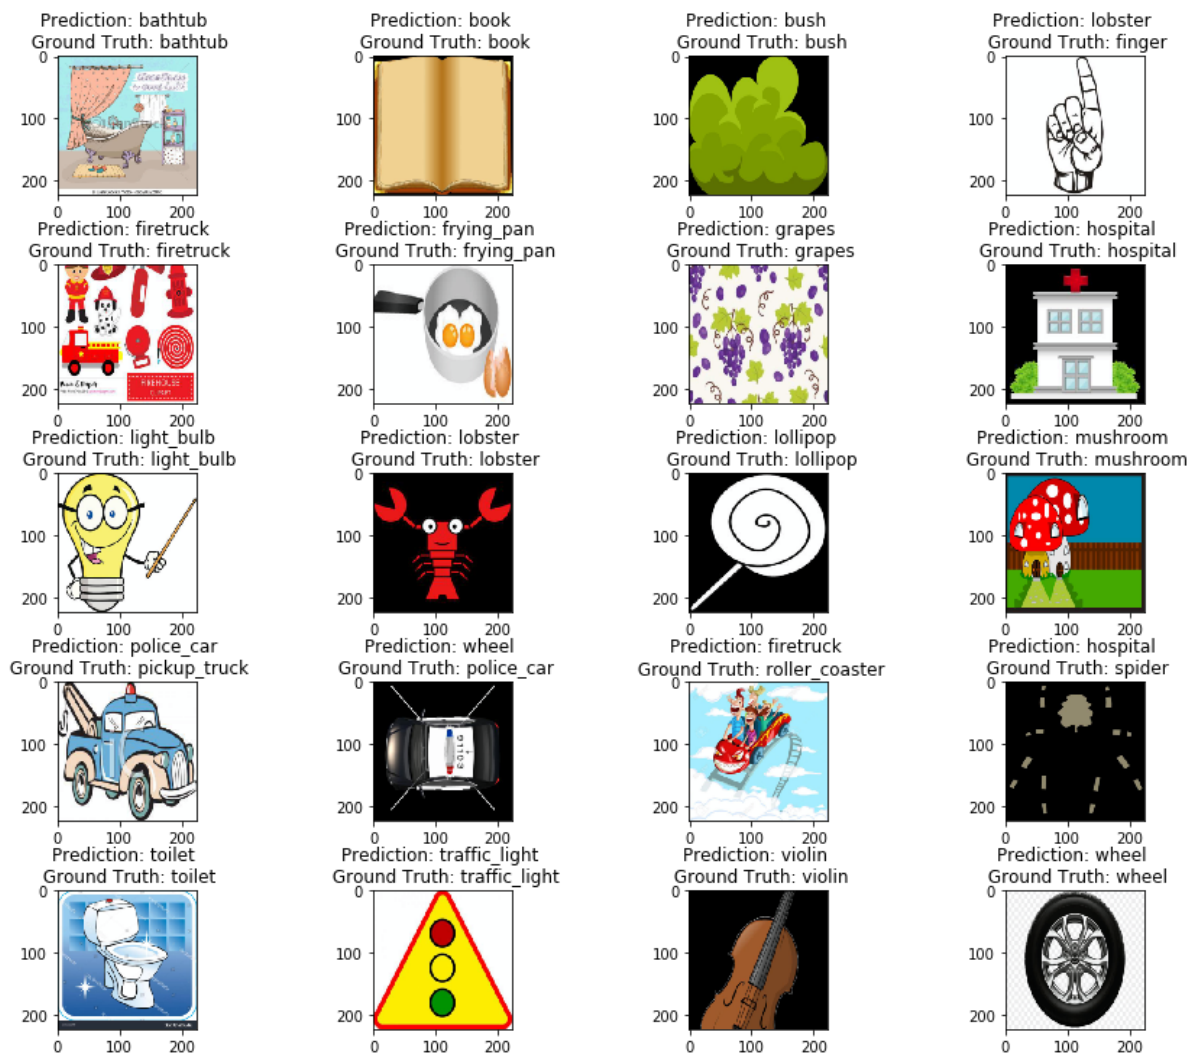 Prediction: bathtub
Ground Truth: bathtub
Prediction: book
Ground Truth: book
Prediction: bush
Ground Truth: bush
Prediction: lobster
Ground Truth: finger
0
100
200
0 100 200
0
100
200
0 100 200
0
100
200
0 100 200
0
100
200
0 100 200
Prediction: firetruck
Ground Truth: firetruck
Prediction: frying_pan
Ground Truth: frying_pan
Prediction: grapes
Ground Truth: grapes
Prediction: hospital
Ground Truth: hospital
0
100
200
FIREHOUSE
0 100 200
0
100
200
0 100 200
0
100
200
0 100 200
0
100
200
0 100 200
Prediction: light_bulb
Ground Truth: light_bulb
Prediction: lobster
Ground Truth: lobster
Prediction: lollipop
Ground Truth: lollipop
Prediction: mushroom
Ground Truth: mushroom
0
100
200
0 100 200
0
100
200
0 100 200
0
100
200
0 100 200
0
100
200
0 100 200
Prediction: police_car
Ground Truth: pickup_truck
Prediction: wheel
Ground Truth: police_car
Prediction: firetruck
Ground Truth: roller_coaster
Prediction: hospital
Ground Truth: spider
0
100
200
0 100 200
0
100
200
0 100 200
0
100
200
0 100 200
0
100
200
0 100 200
Prediction: toilet
Ground Truth: toilet
Prediction: traffic_light
Ground Truth: traffic_light
Prediction: violin
Ground Truth: violin
Prediction: wheel
Ground Truth: wheel
0
100
200
0 100 200
0
100
200
0 100 200
0
100
200
0 100 200
0
100
200
0 100 200